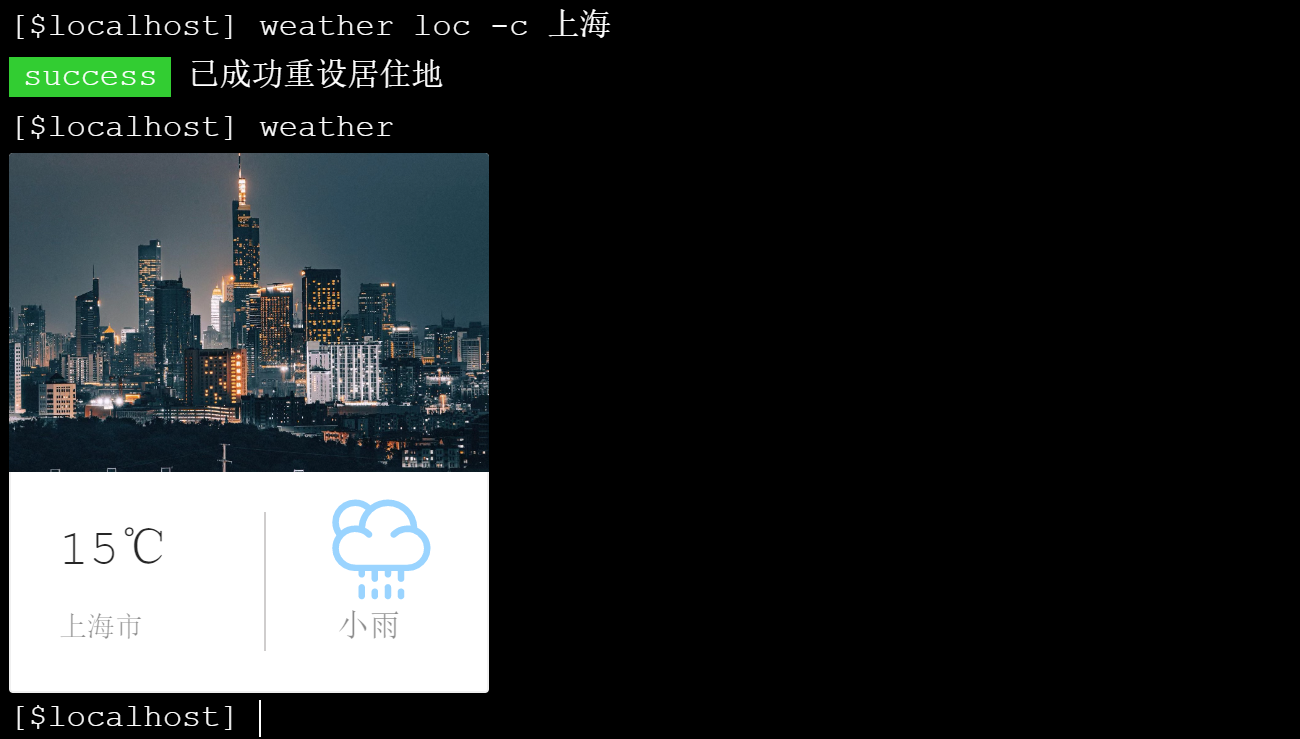 [$localhost] weather loc -c 上海
success 已成功重设居住地
[$localhost] weather
15℃
上海市
小雨
[$localhost]